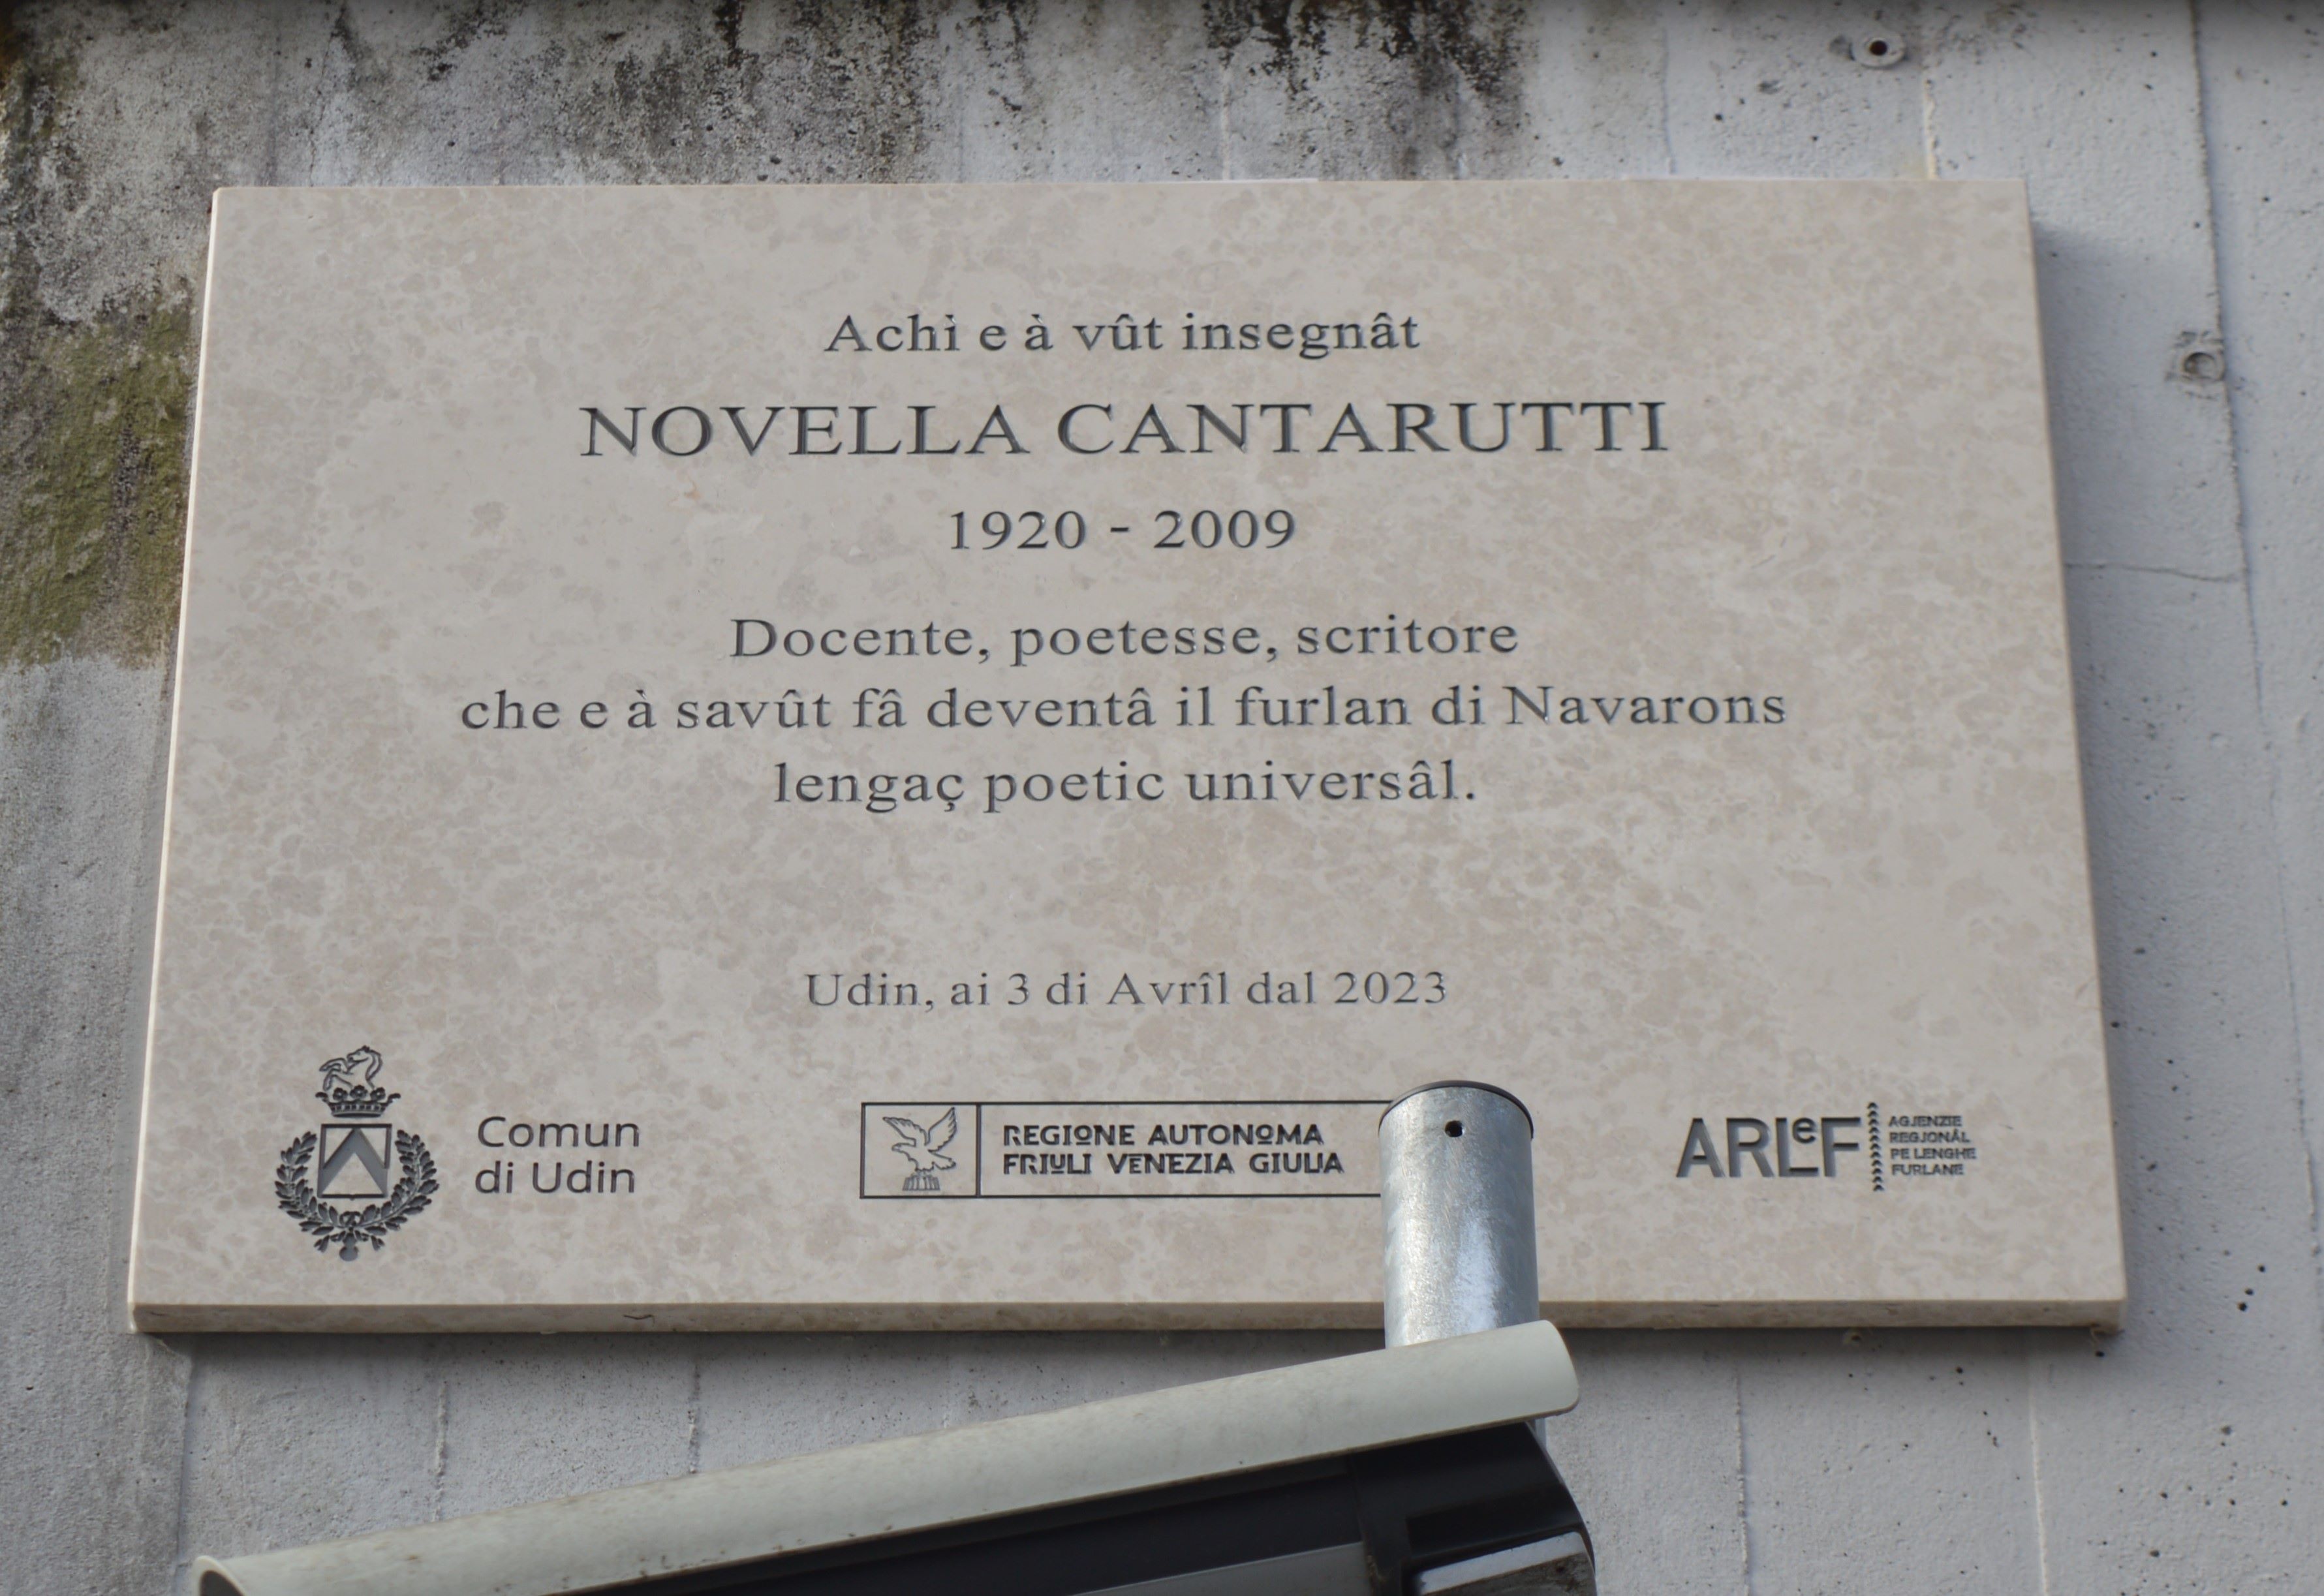 Achì e à vût insegnât
NOVELLA CANTARUTTI
1920 - 2009
Docente, poetesse, scritore
che e à savût fâ deventâ il furlan di Navarons
lengaç poetic universâl.
Udin, ai 3 di Avrîl dal 2023
Comun
di Udin
REGIONE AUTONOMA
FRIULI VENEZIA GIULIA
ARLeF
AGJENZIE
REGJONÂL
PE LENGHE
FURLANE